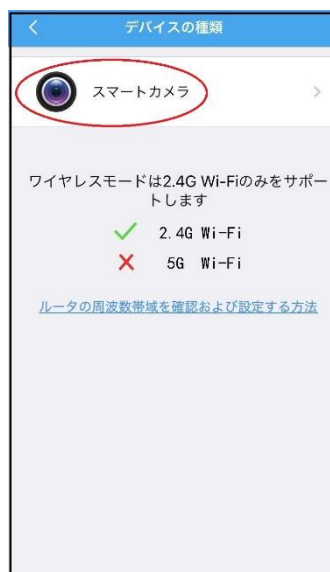 デバイスの種類
スマートカメラ
ワイヤレスモードは2.4G Wi-Fiのみをサポー
トします
2.4G Wi-Fi
5G Wi-Fi
ルータの周波数帯域を確認および設定する方法